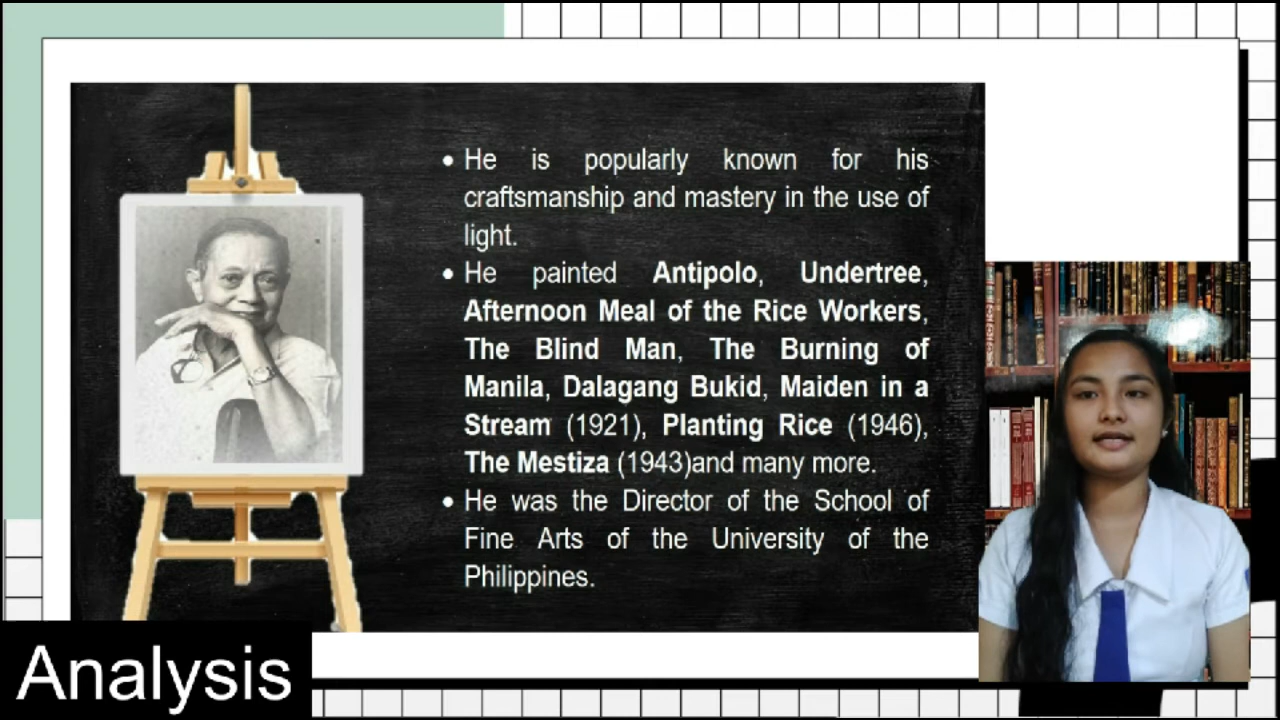 • He is popularly known for his
craftsmanship and mastery in the use of
light.
• He painted Antipolo, Undertree,
Afternoon Meal of the Rice Workers,
The Blind Man, The Burning of
Manila, Dalagang Bukid, Maiden in a
Stream (1921), Planting Rice (1946),
The Mestiza (1943)and many more.
• He was the Director of the School of
Fine Arts of the University of the
Philippines.
Analysis